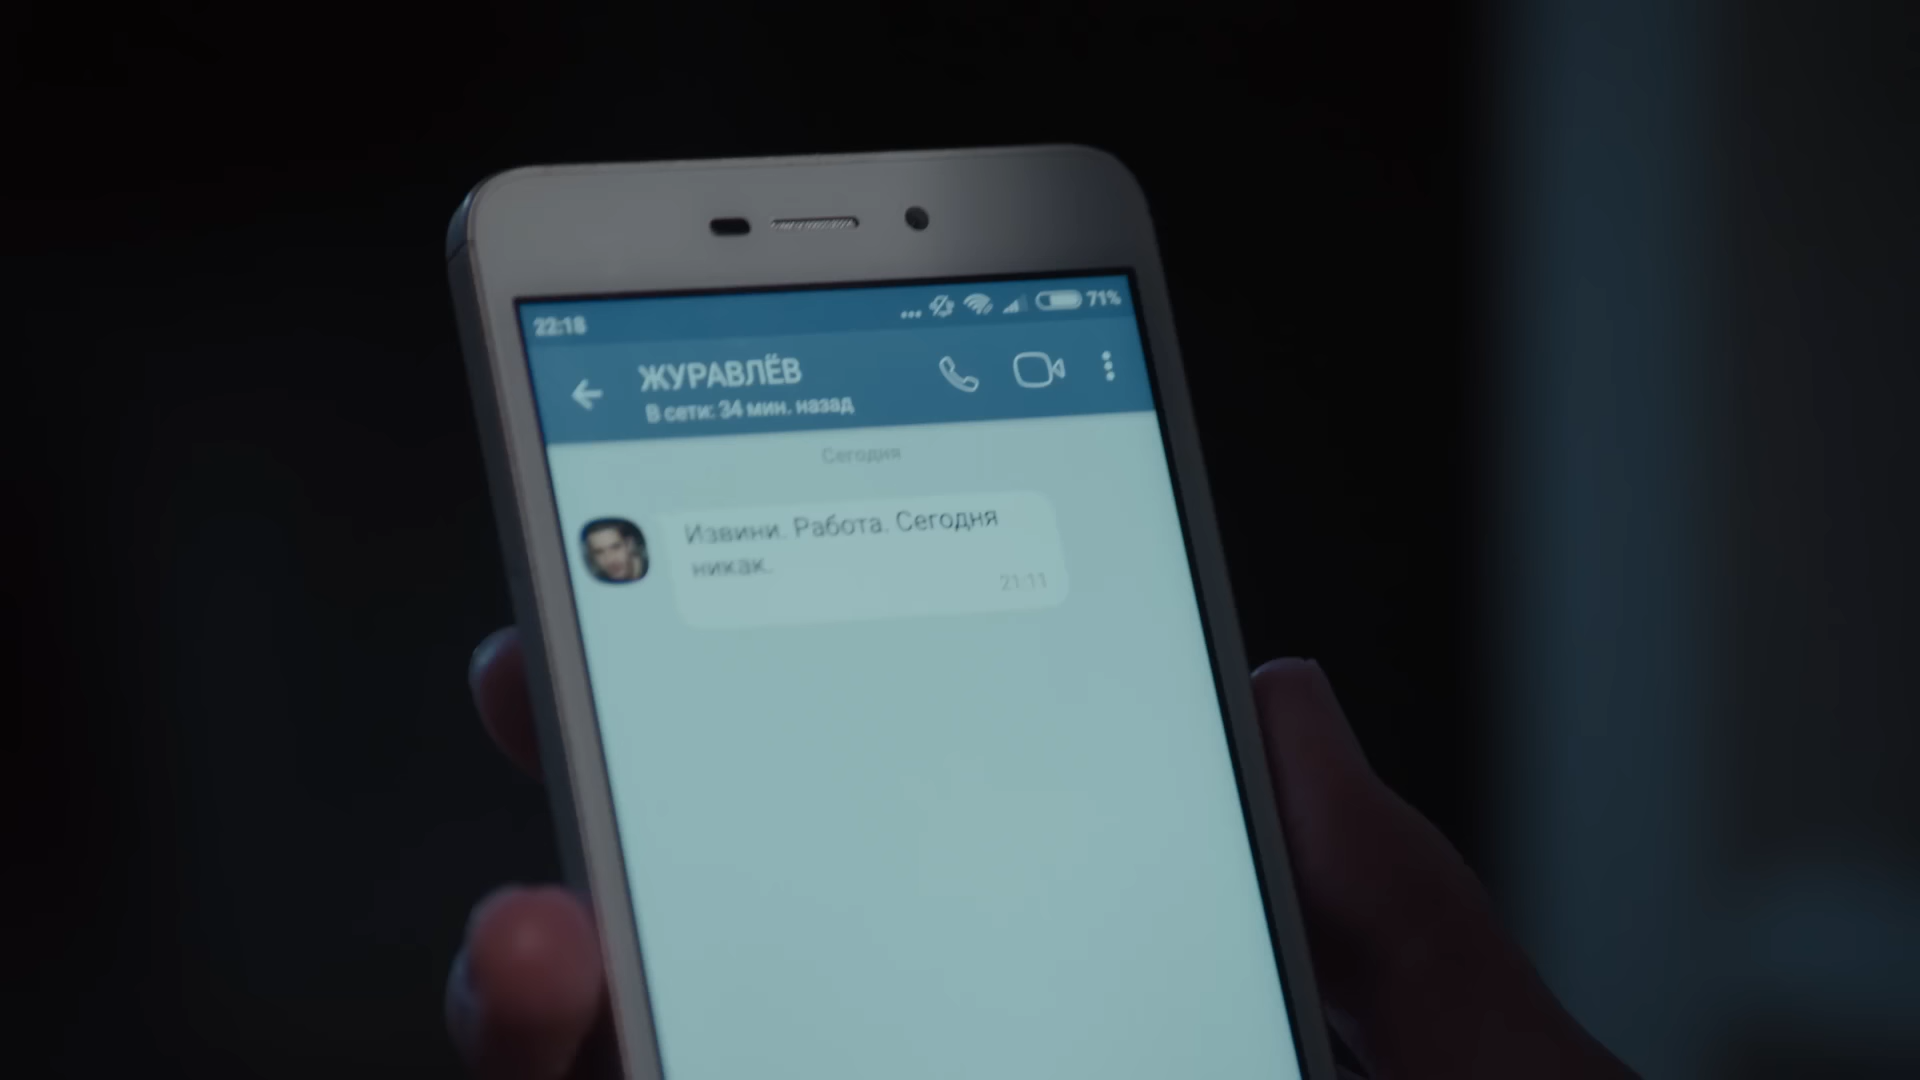 22:18 71%
ЖУРАВЛЁВ
В сети: 34 мин. назад
Сегодня
Извини. Работа. Сегодня
никак.
21:11